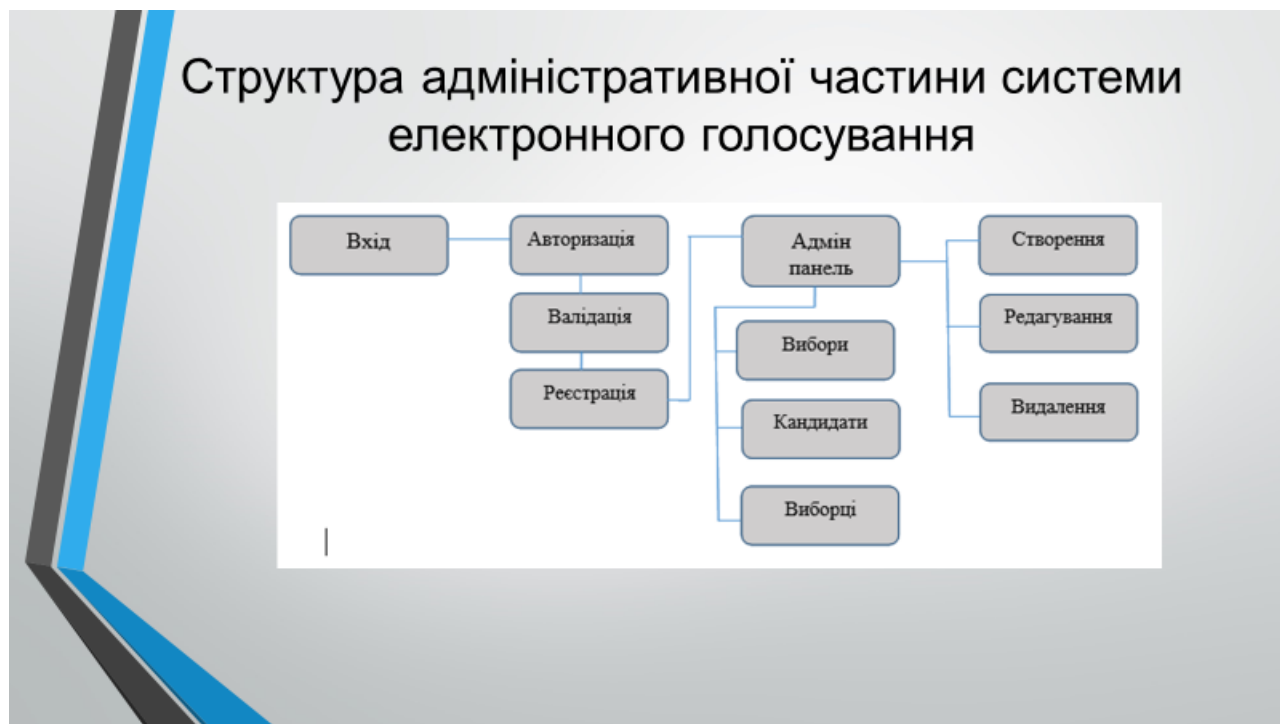 Структура адміністративної частини системи
електронного голосування
Вхід
Авторизація
Валідація
Реєстрація
Адмін
панель
Вибори
Кандидати
Виборці
Створення
Редагування
Видалення